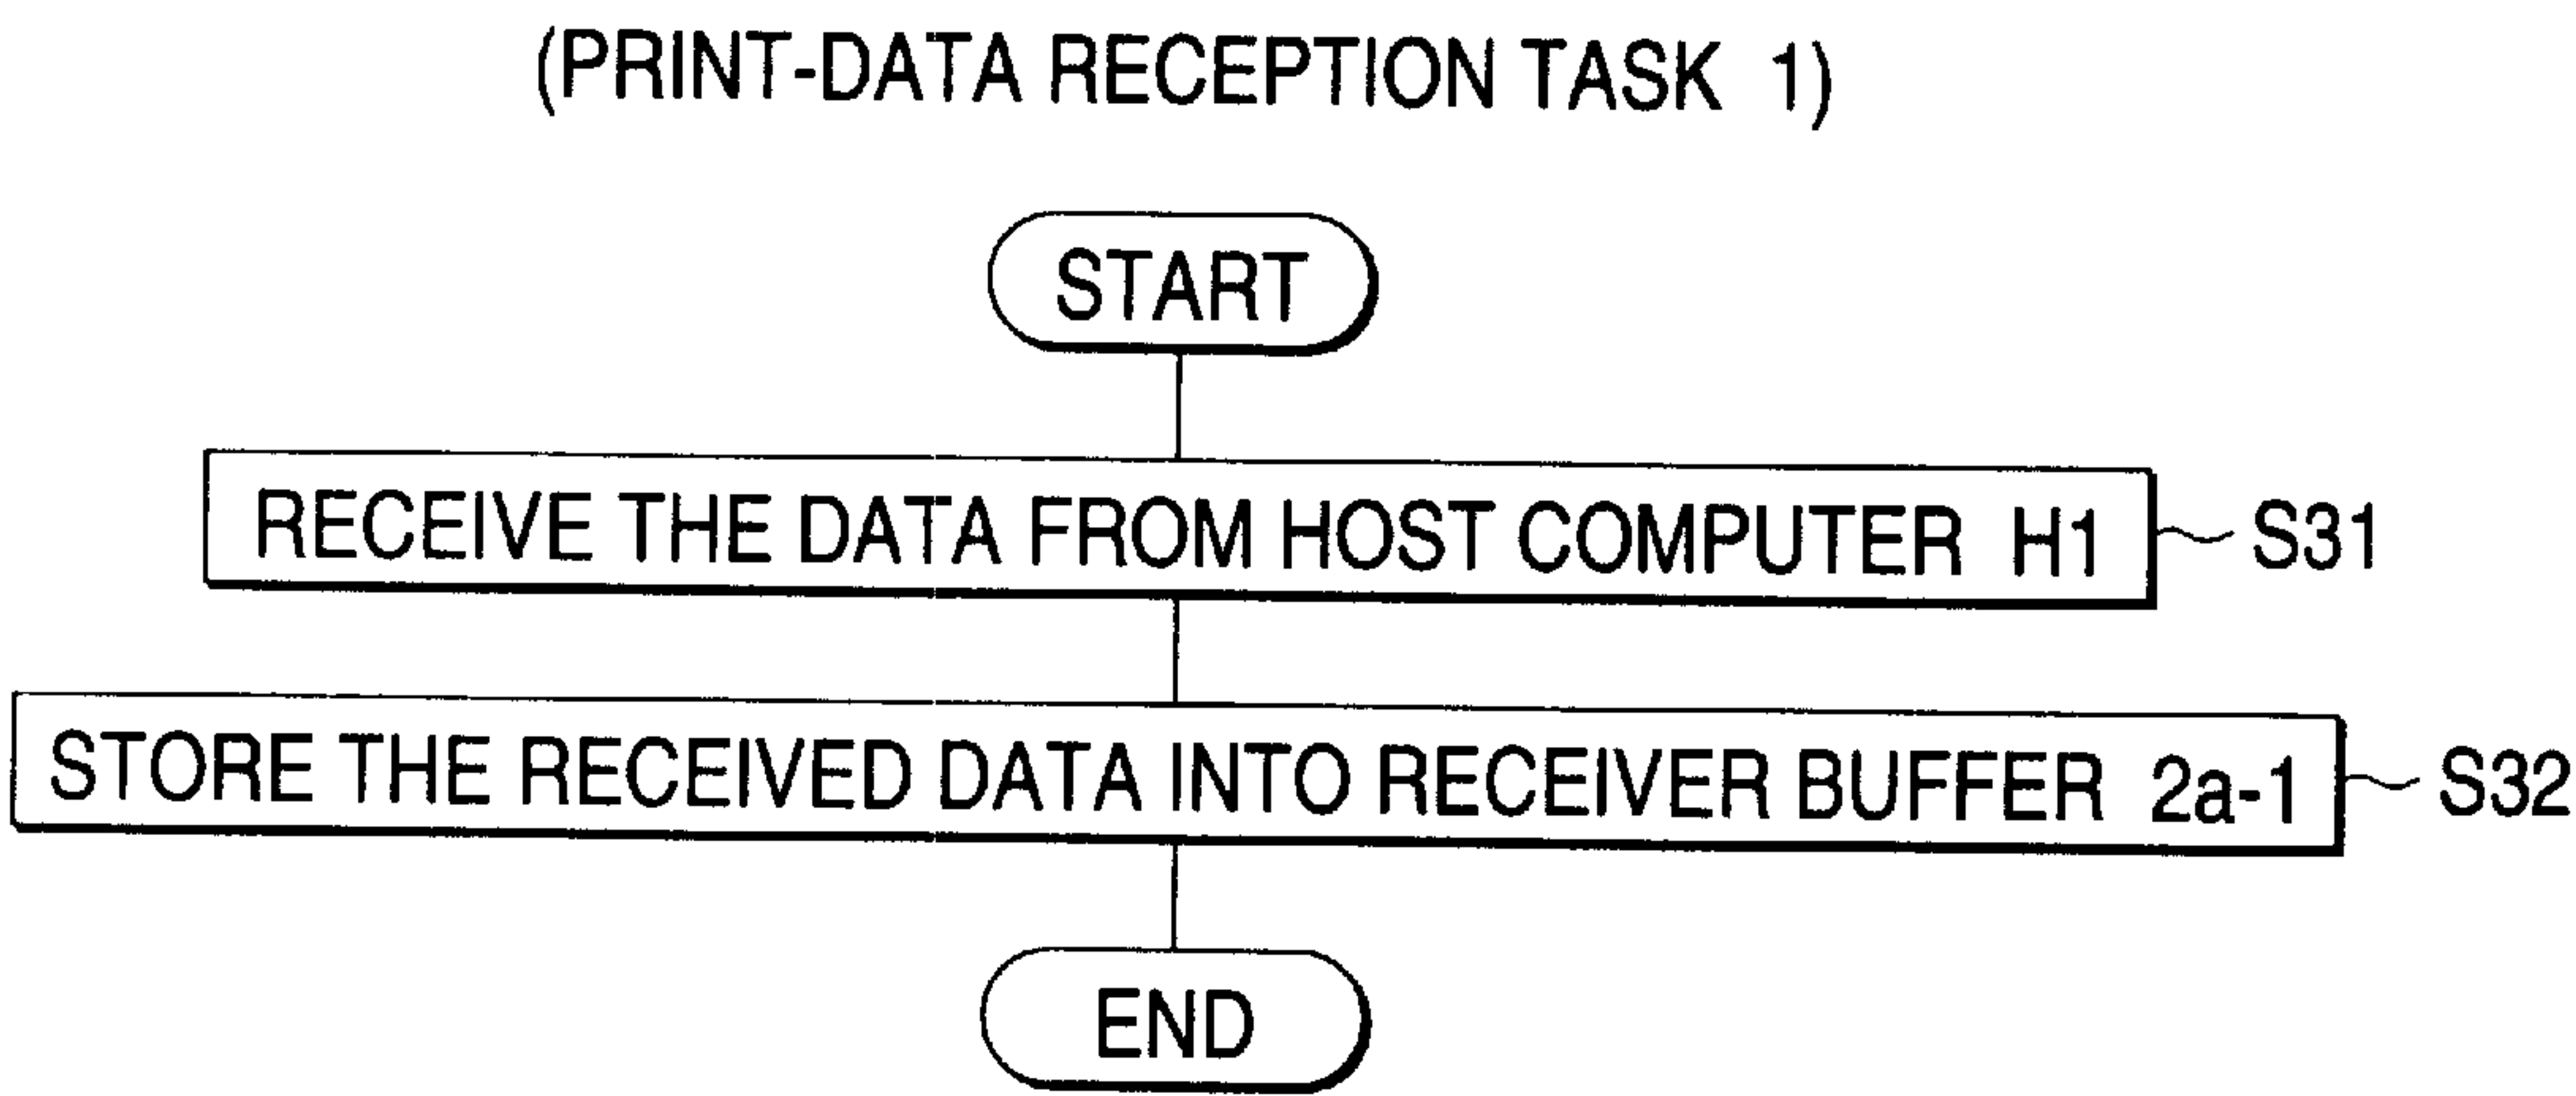 (PRINT-DATA RECEPTION TASK 1)
START
RECEIVE THE DATA FROM HOST COMPUTER H1
S31
STORE THE RECEIVED DATA INTO RECEIVER BUFFER 2a-1
S32
END